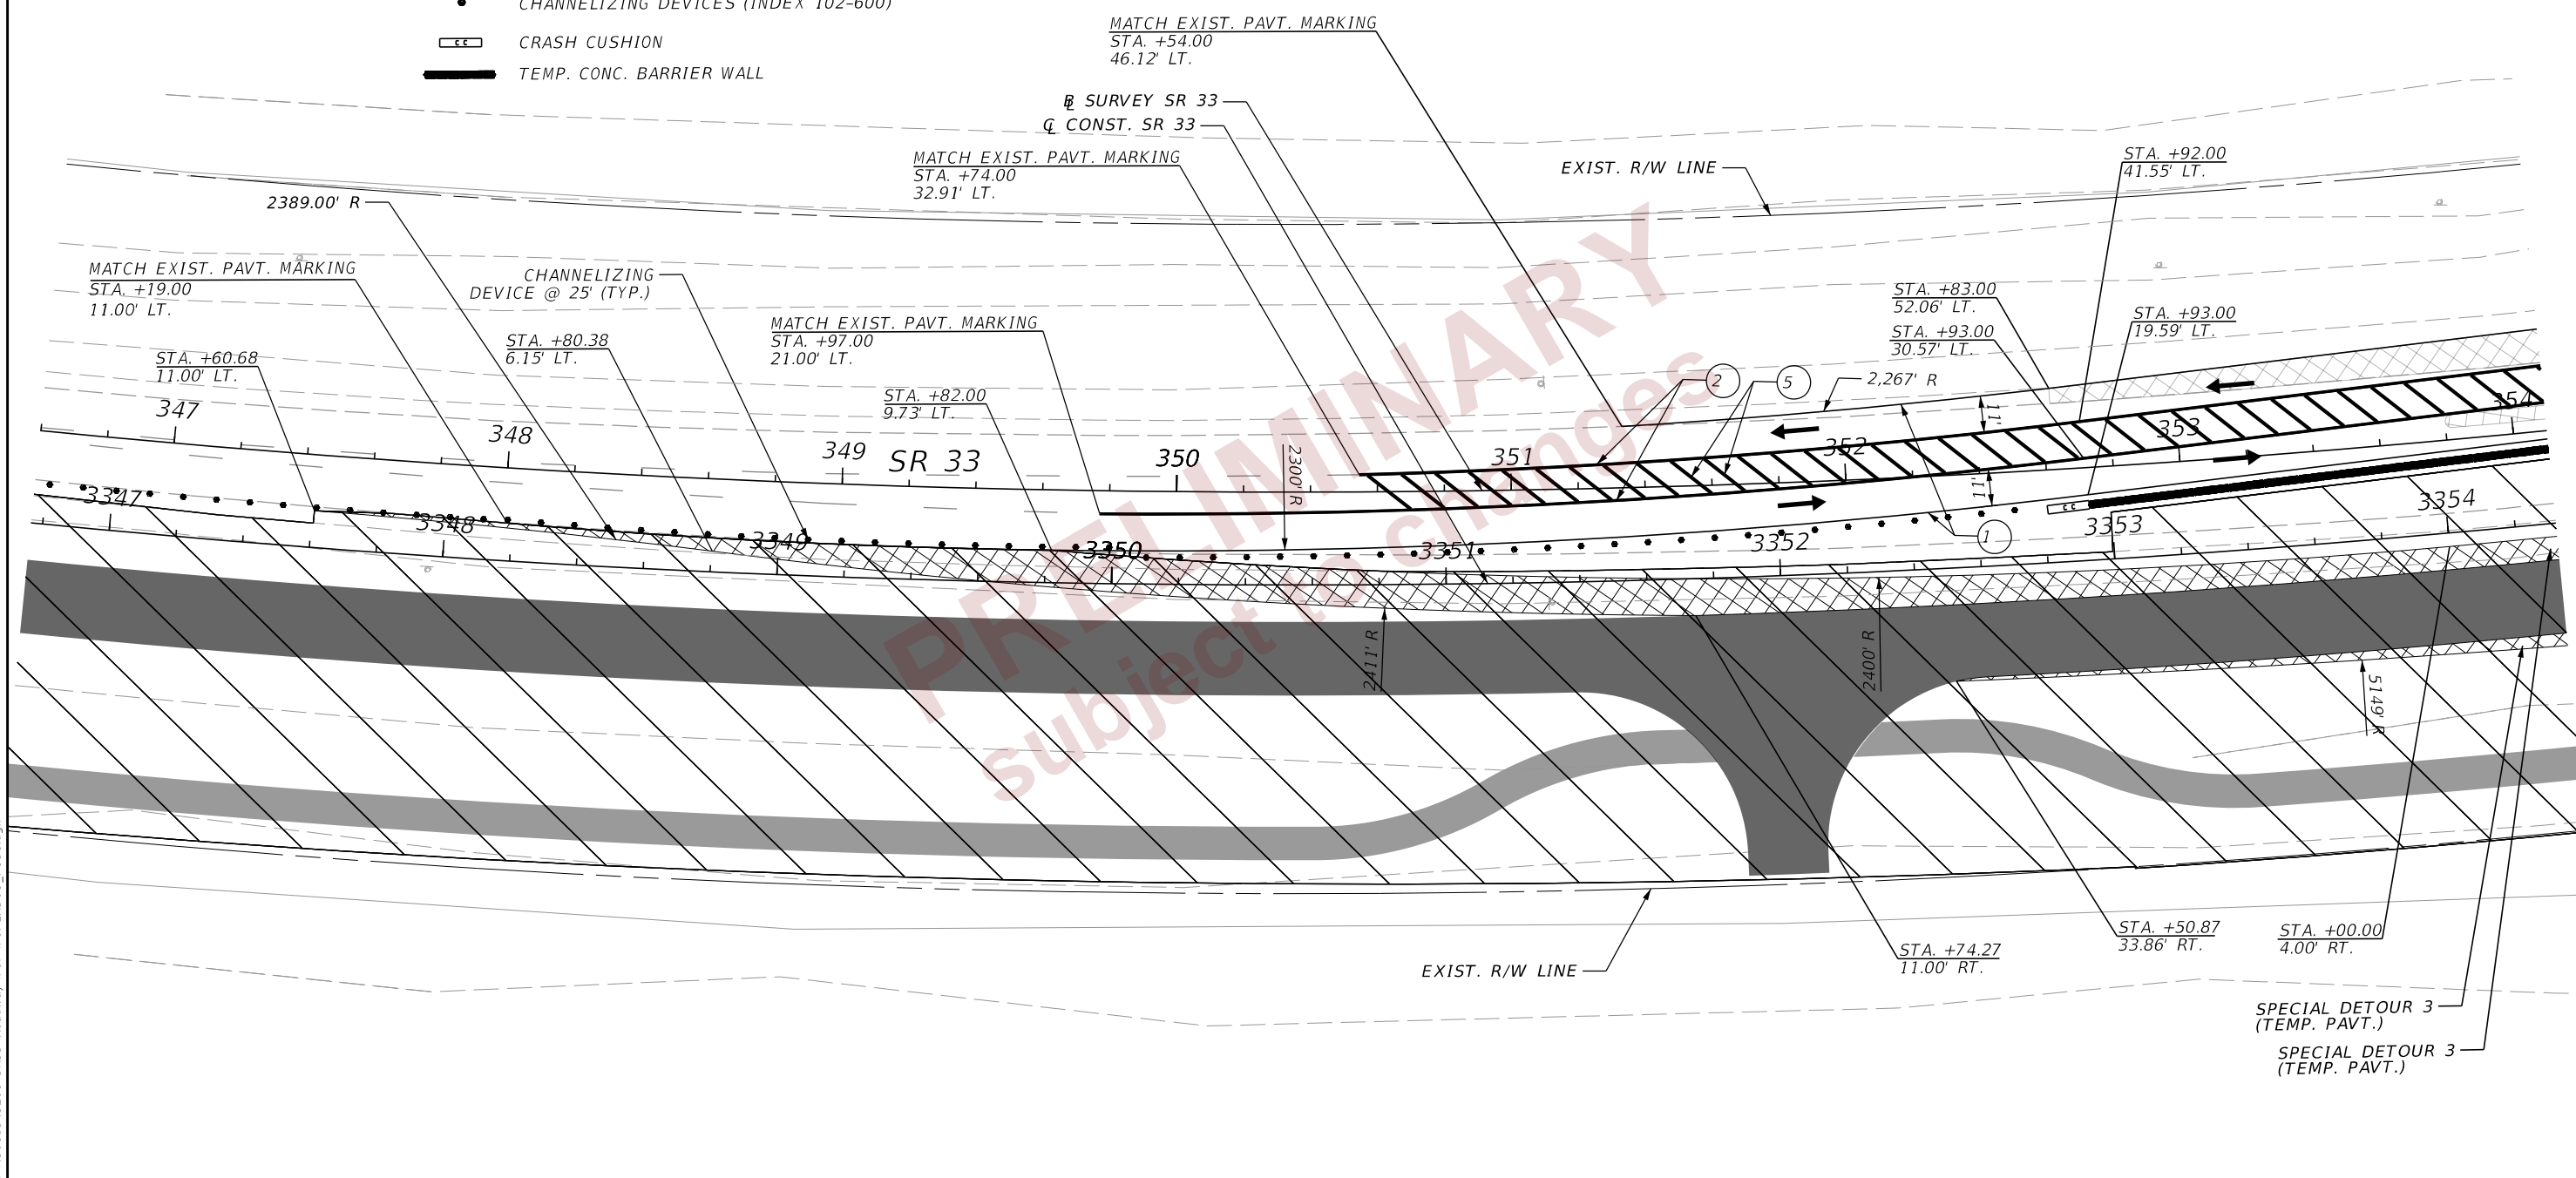 CHANNELIZING DEVICES (INDEX 102-600)
CRASH CUSHION
TEMP. CONC. BARRIER WALL
MATCH EXIST. PAVT. MARKING
STA. +54.00
46.12' LT.
℄ SURVEY SR 33
℄ CONST. SR 33
MATCH EXIST. PAVT. MARKING
STA. +74.00
32.91' LT.
EXIST. R/W LINE
STA. +92.00
41.55' LT.
2389.00' R
MATCH EXIST. PAVT. MARKING
STA. +19.00
11.00' LT.
CHANNELIZING
DEVICE @ 25' (TYP.)
STA. +83.00
52.06' LT.
STA. +93.00
30.57' LT.
STA. +93.00
19.59' LT.
MATCH EXIST. PAVT. MARKING
STA. +97.00
21.00' LT.
STA. +80.38
6.15' LT.
STA. +60.68
11.00' LT.
STA. +82.00
9.73' LT.
2
5
2,267' R
11'
347
348
349
SR 33
350
351
352
353
354
2300' R
11'
1
3347
3348
3349
3350
3351
3352
3353
3354
2411' R
2400' R
5149' R
PRELIMINARY
subject to changes
EXIST. R/W LINE
STA. +74.27
11.00' RT.
STA. +50.87
33.86' RT.
STA. +00.00
4.00' RT.
SPECIAL DETOUR 3
(TEMP. PAVT.)
SPECIAL DETOUR 3
(TEMP. PAVT.)